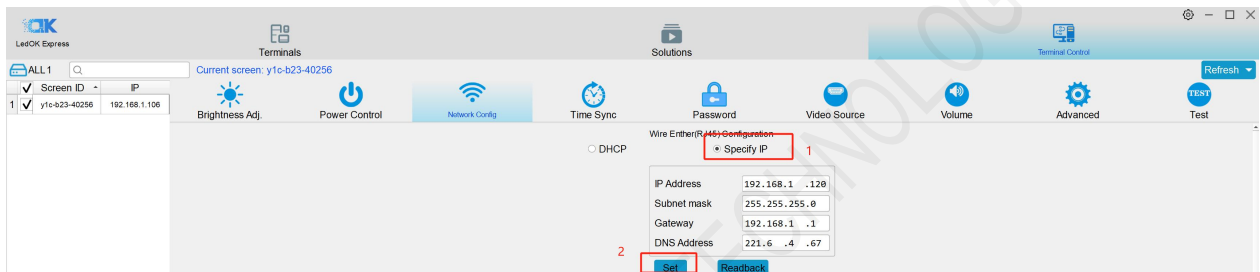 LedOK Express
Terminals
Solutions
Terminal Control
ALL 1
Current screen: y1c-b23-40256
Refresh
Screen ID IP
1 y1c-b23-40256 192.168.1.106
Brightness Adj. Power Control Network Config Time Sync Password Video Source Volume TEST Advanced Test
Wire Enther(RJ45) Configuration
DHCP Specify IP 1
IP Address 192.168.1 .120
Subnet mask 255.255.255.0
Gateway 192.168.1 .1
DNS Address 221.6 .4 .67
2
Set Readback
TECHNOLOG